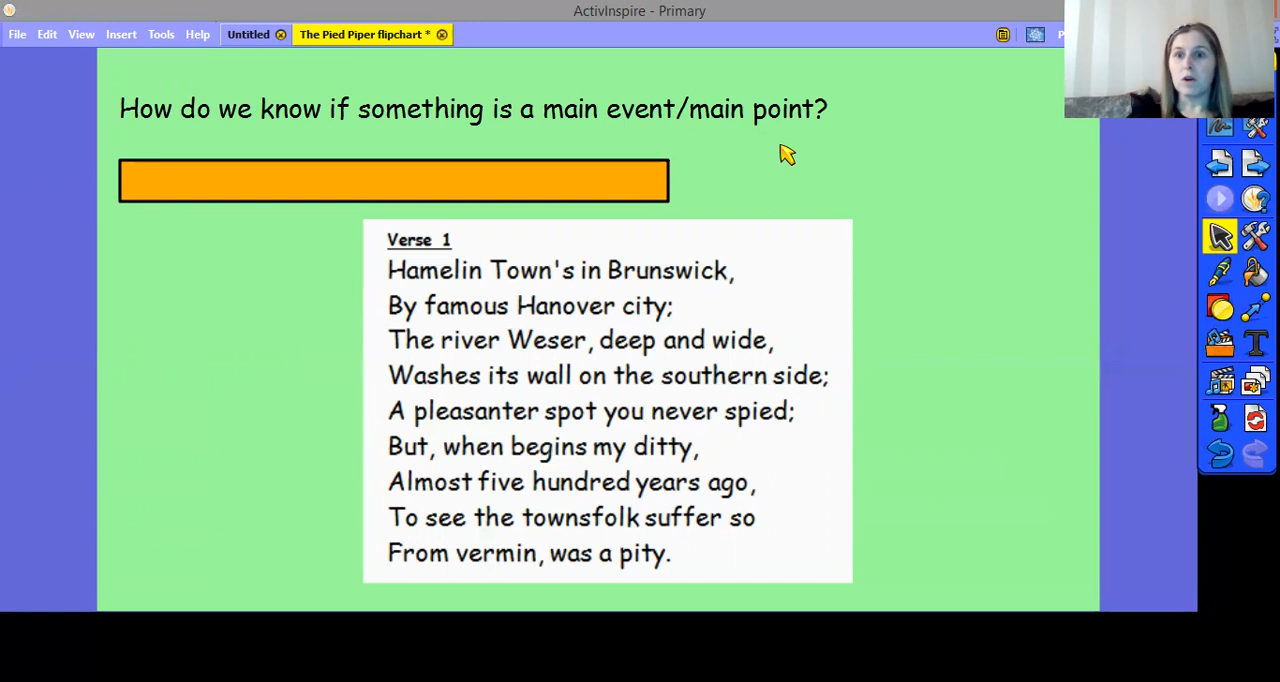 ActivInspire - Primary
File Edit View Insert Tools Help Untitled The Pied Piper flipchart *
How do we know if something is a main event/main point?
Verse 1
Hamelin Town's in Brunswick,
By famous Hanover city;
The river Weser, deep and wide,
Washes its wall on the southern side;
A pleasanter spot you never spied;
But, when begins my ditty,
Almost five hundred years ago,
To see the townsfolk suffer so
From vermin, was a pity.